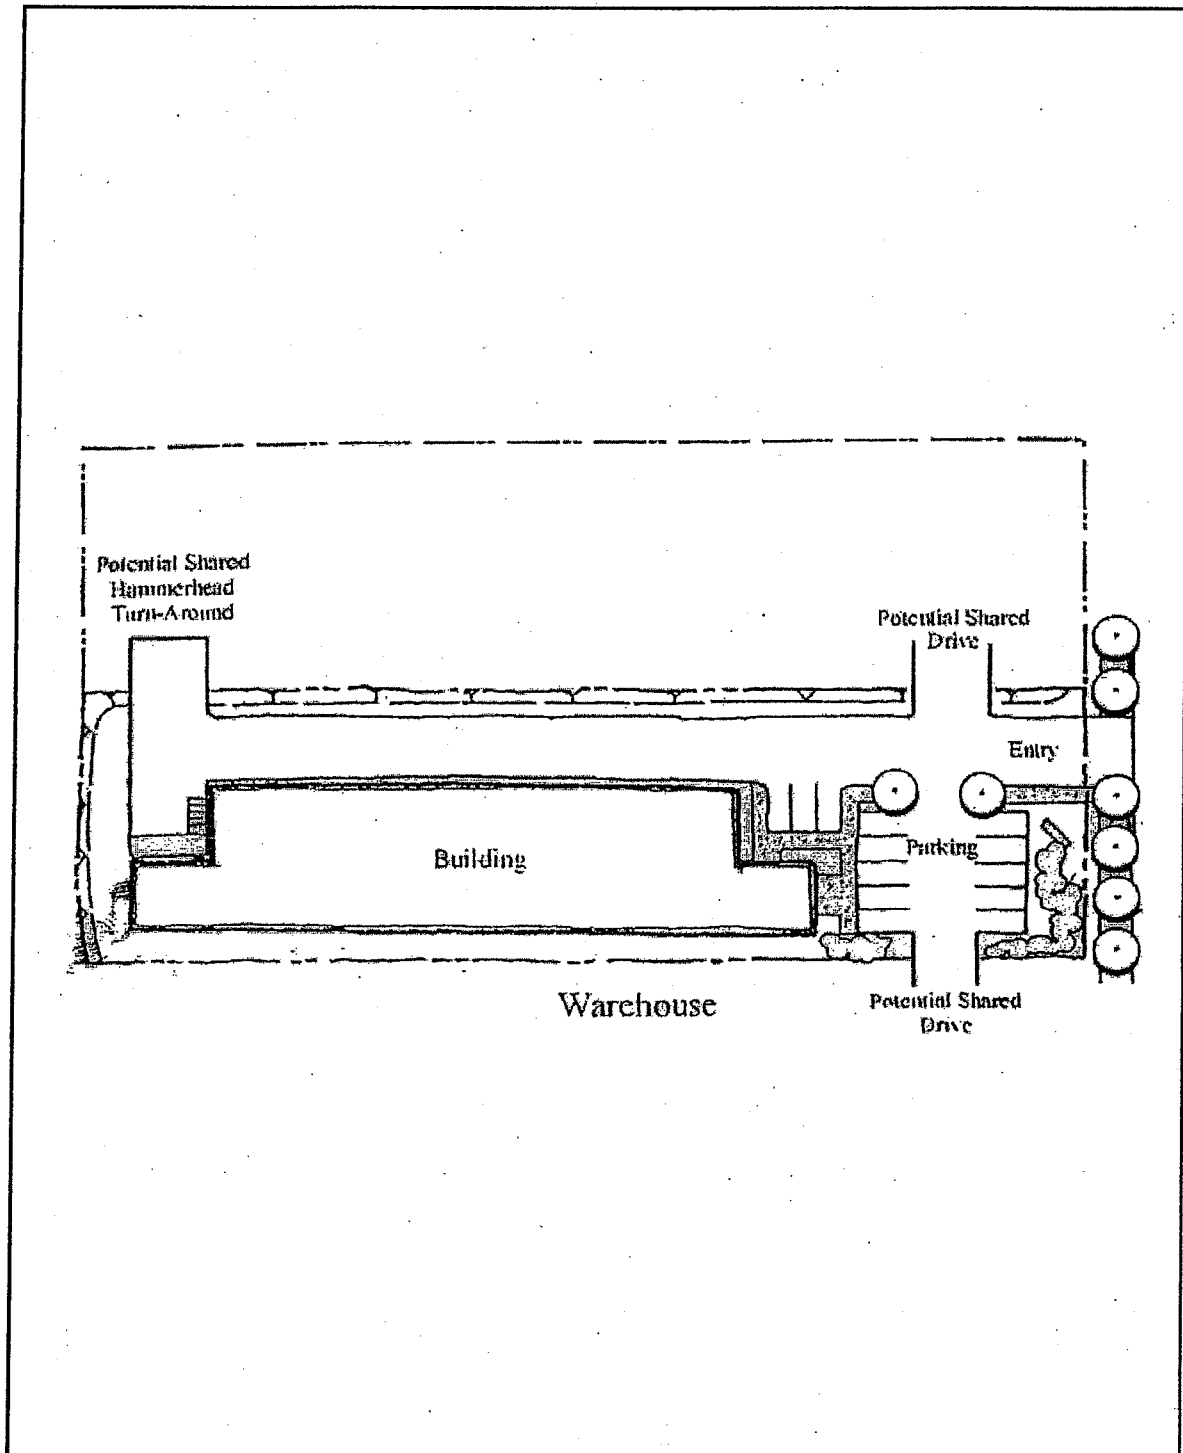 Potential Shared
Hammerhead
Turn-Around
Potential Shared
Drive
Entry
Parking
Building
Warehouse
Potential Shared
Drive